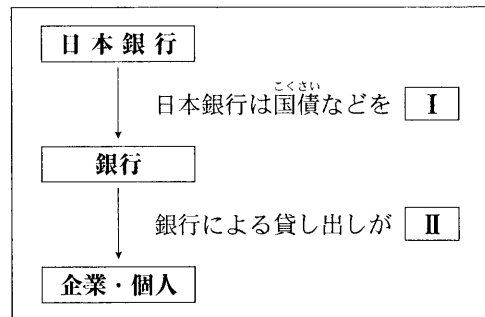 日本銀行
こくさい
日本銀行は国債などを Ⅰ
銀行
銀行による貸し出しが Ⅱ
企業・個人